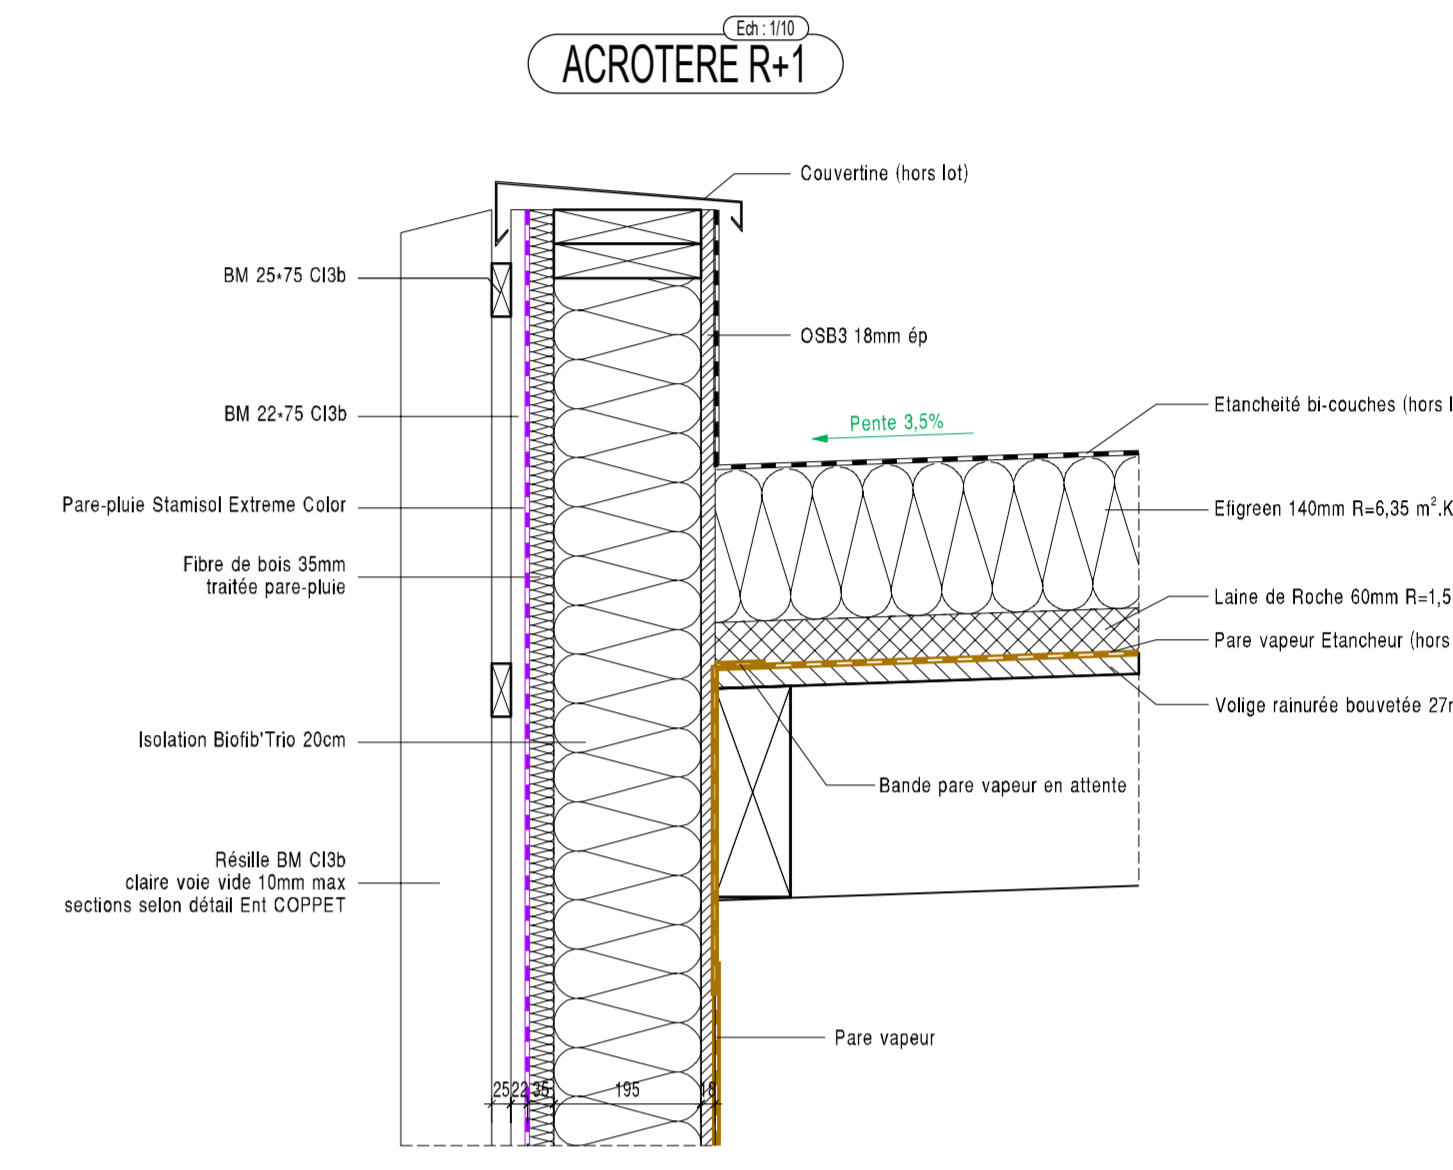 Ech : 1/10
ACROTERE R+1
Couvertine (hors lot)
BM 25*75 Cl3b
OSB3 18mm ép
BM 22*75 Cl3b
Pente 3,5%
Etancheité bi-couches (hors l
Pare-pluie Stamisol Extreme Color
Efigreen 140mm R=6,35 m².K
Fibre de bois 35mm
traitée pare-pluie
Laine de Roche 60mm R=1,5
Pare vapeur Etancheur (hors
Volige rainurée bouvetée 27
Isolation Biofib'Trio 20cm
Bande pare vapeur en attente
Résille BM Cl3b
claire voie vide 10mm max
sections selon détail Ent COPPET
Pare vapeur
25 22 35 195 18